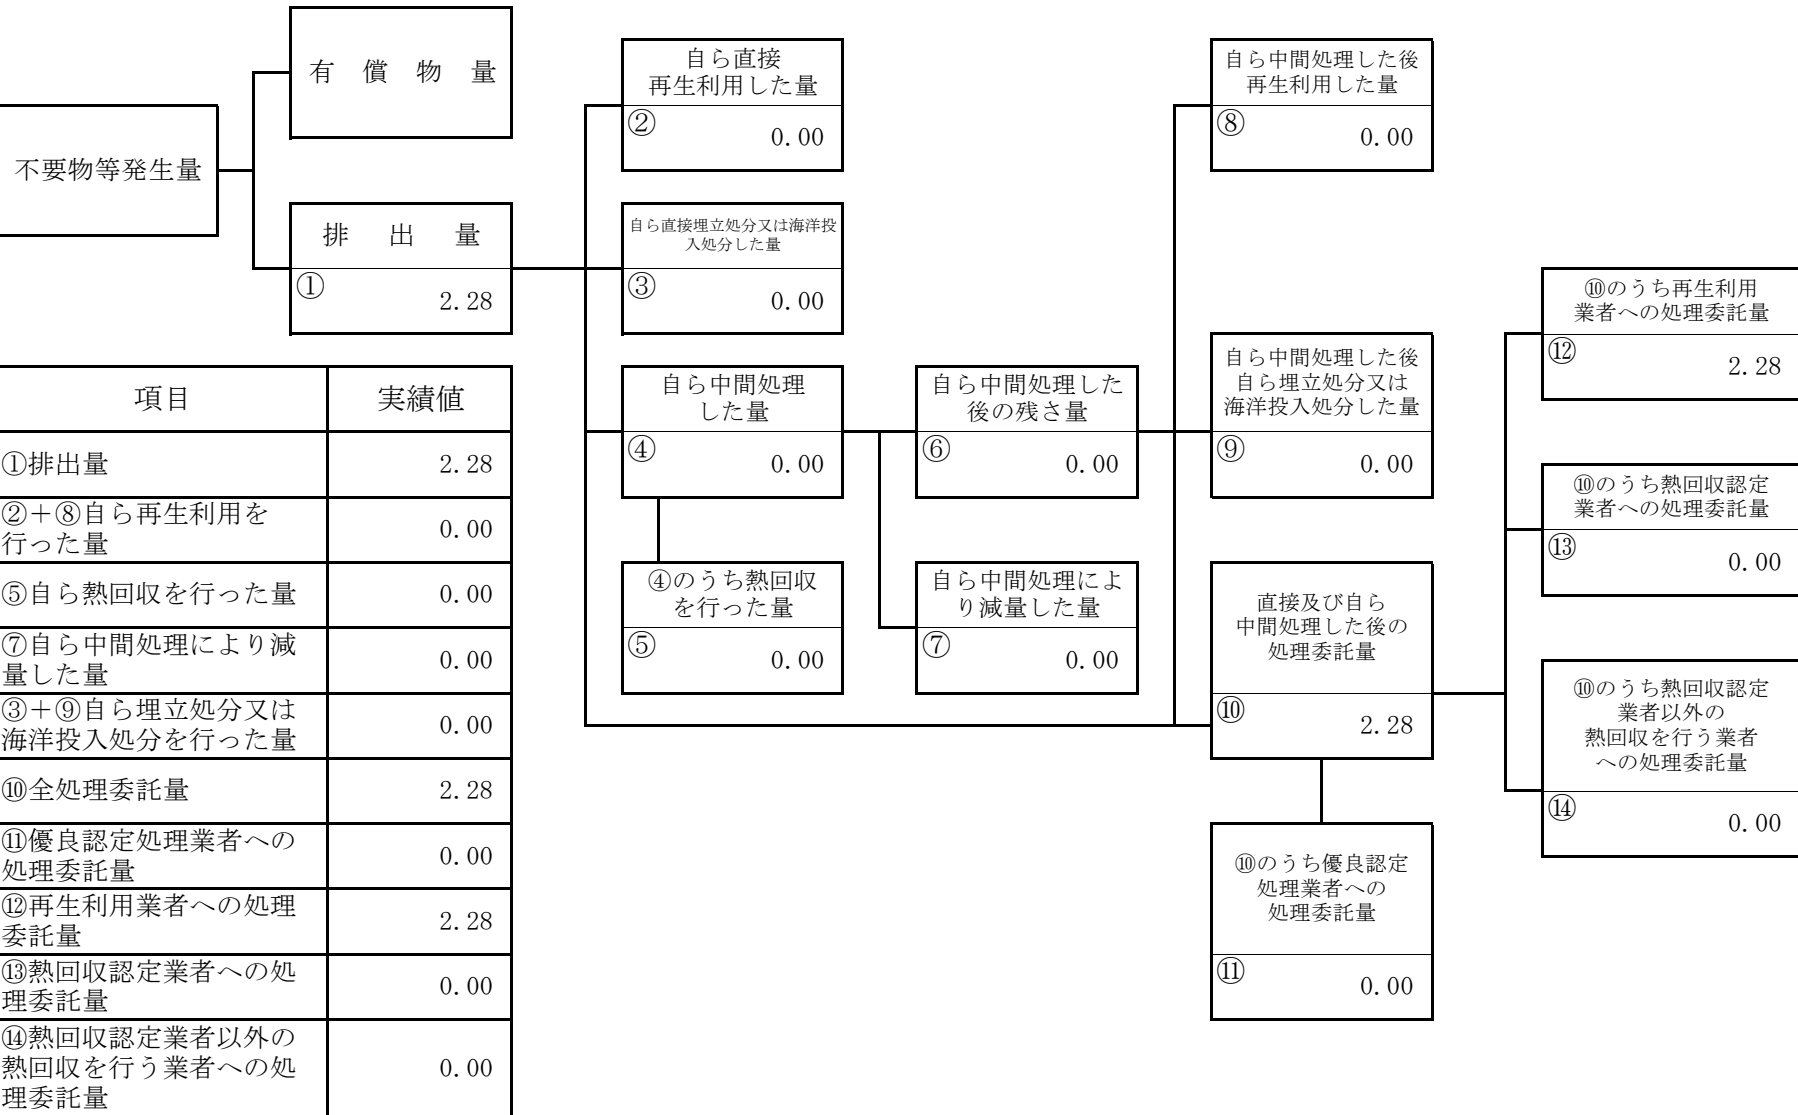 有償物量
不要物等発生量
排出量
①
2.28
自ら直接
再生利用した量
②
0.00
自ら直接埋立処分又は海洋投
入処分した量
③
0.00
自ら中間処理
した量
④
0.00
④のうち熱回収
を行った量
⑤
0.00
自ら中間処理した
後の残さ量
⑥
0.00
自ら中間処理によ
り減量した量
⑦
0.00
自ら中間処理した後
再生利用した量
⑧
0.00
自ら中間処理した後
自ら埋立処分又は
海洋投入処分した量
⑨
0.00
直接及び自ら
中間処理した後の
処理委託量
⑩
2.28
⑩のうち優良認定
処理業者への
処理委託量
⑪
0.00
⑩のうち再生利用
業者への処理委託量
⑫
2.28
⑩のうち熱回収認定
業者への処理委託量
⑬
0.00
⑩のうち熱回収認定
業者以外の
熱回収を行う業者
への処理委託量
⑭
0.00
項目 実績値
①排出量 2.28
②＋⑧自ら再生利用を
行った量 0.00
⑤自ら熱回収を行った量 0.00
⑦自ら中間処理により減
量した量 0.00
③＋⑨自ら埋立処分又は
海洋投入処分を行った量 0.00
⑩全処理委託量 2.28
⑪優良認定処理業者への
処理委託量 0.00
⑫再生利用業者への処理
委託量 2.28
⑬熱回収認定業者への処
理委託量 0.00
⑭熱回収認定業者以外の
熱回収を行う業者への処 0.00
理委託量